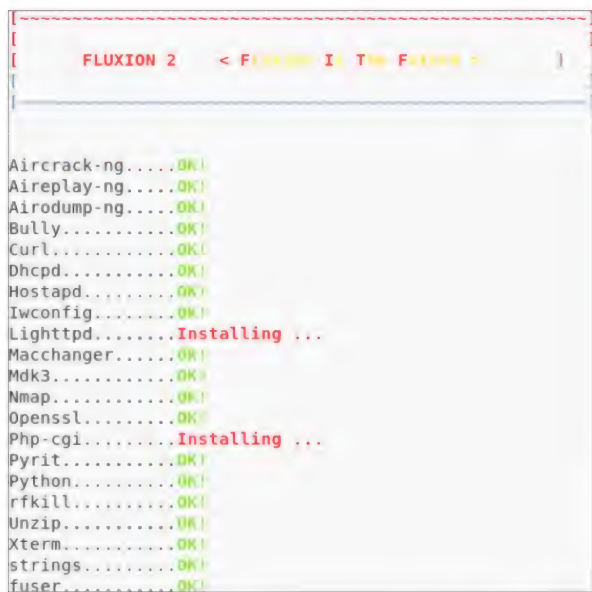 [~~~~~~~~~~~~~~~~~~~~~~~~~~~~~~~~~~~~~~~~~~~~~~~~~~~~~~]
[ ]
[ FLUXION 2 < F I T F ]
[ ]
[______________________________________________________]
Aircrack-ng.....OK!
Aireplay-ng.....OK!
Airodump-ng.....OK!
Bully...........OK!
Curl............OK!
Dhcpd...........OK!
Hostapd.........OK!
Iwconfig........OK!
Lighttpd........Installing ...
Macchanger......OK!
Mdk3............OK!
Nmap............OK!
Openssl.........OK!
Php-cgi.........Installing ...
Pyrit...........OK!
Python..........OK!
rfkill..........OK!
Unzip...........OK!
Xterm...........OK!
strings.........OK!
fuser...........OK!